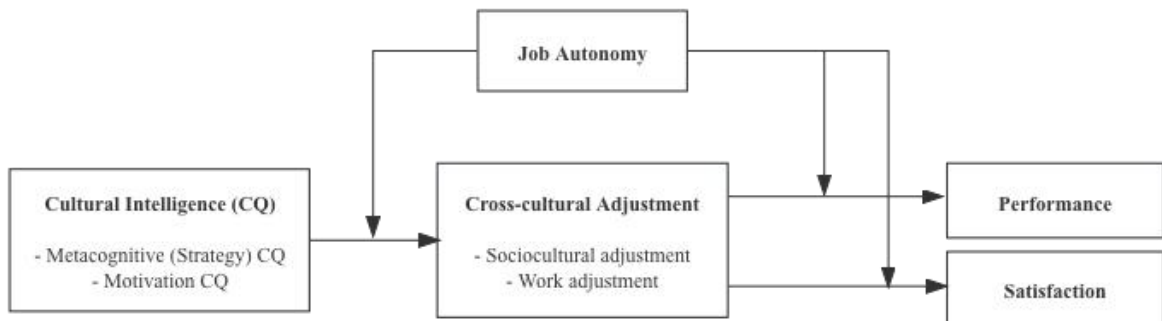 Job Autonomy
Cultural Intelligence (CQ)
- Metacognitive (Strategy) CQ
- Motivation CQ
Cross-cultural Adjustment
- Sociocultural adjustment
- Work adjustment
Performance
Satisfaction